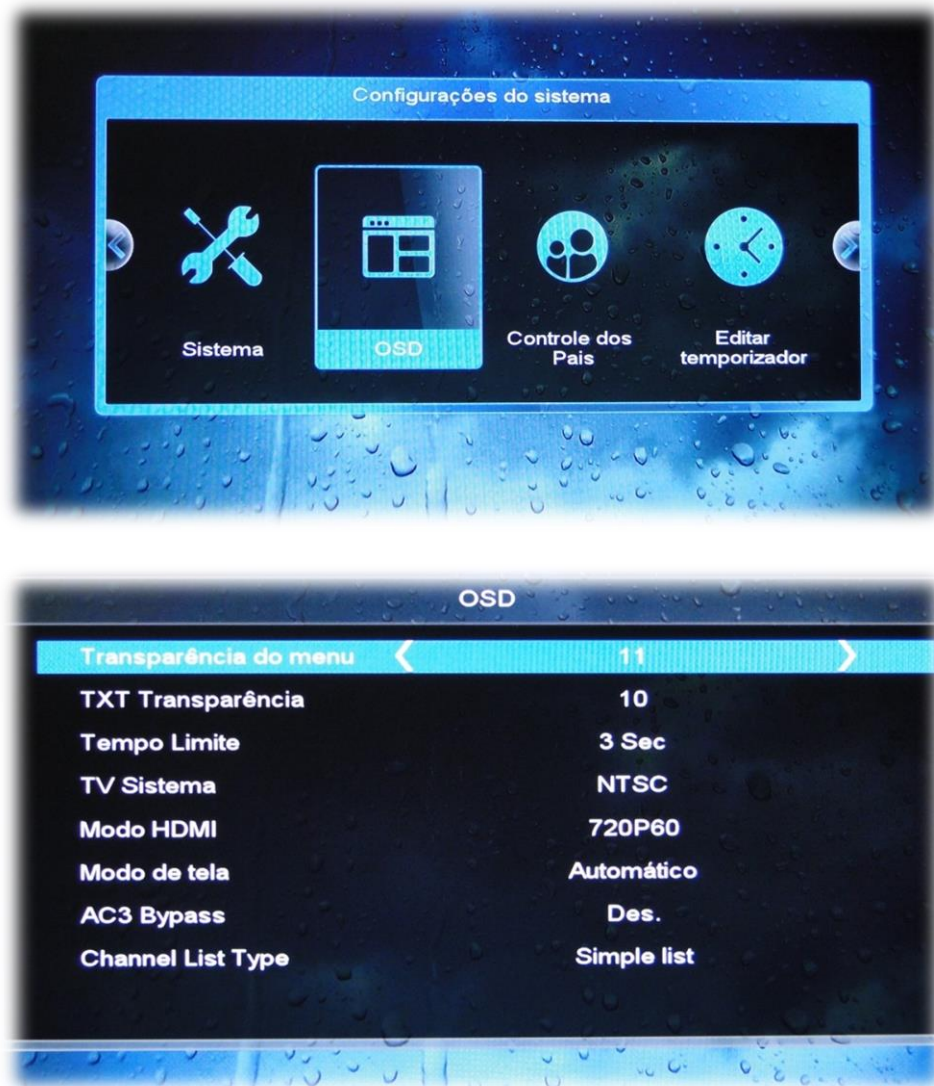 Configurações do sistema
Sistema
OSD
Controle dos
Pais
Editar
temporizador
OSD
Transparência do menu 11
TXT Transparência 10
Tempo Limite 3 Sec
TV Sistema NTSC
Modo HDMI 720P60
Modo de tela Automático
AC3 Bypass Des.
Channel List Type Simple list